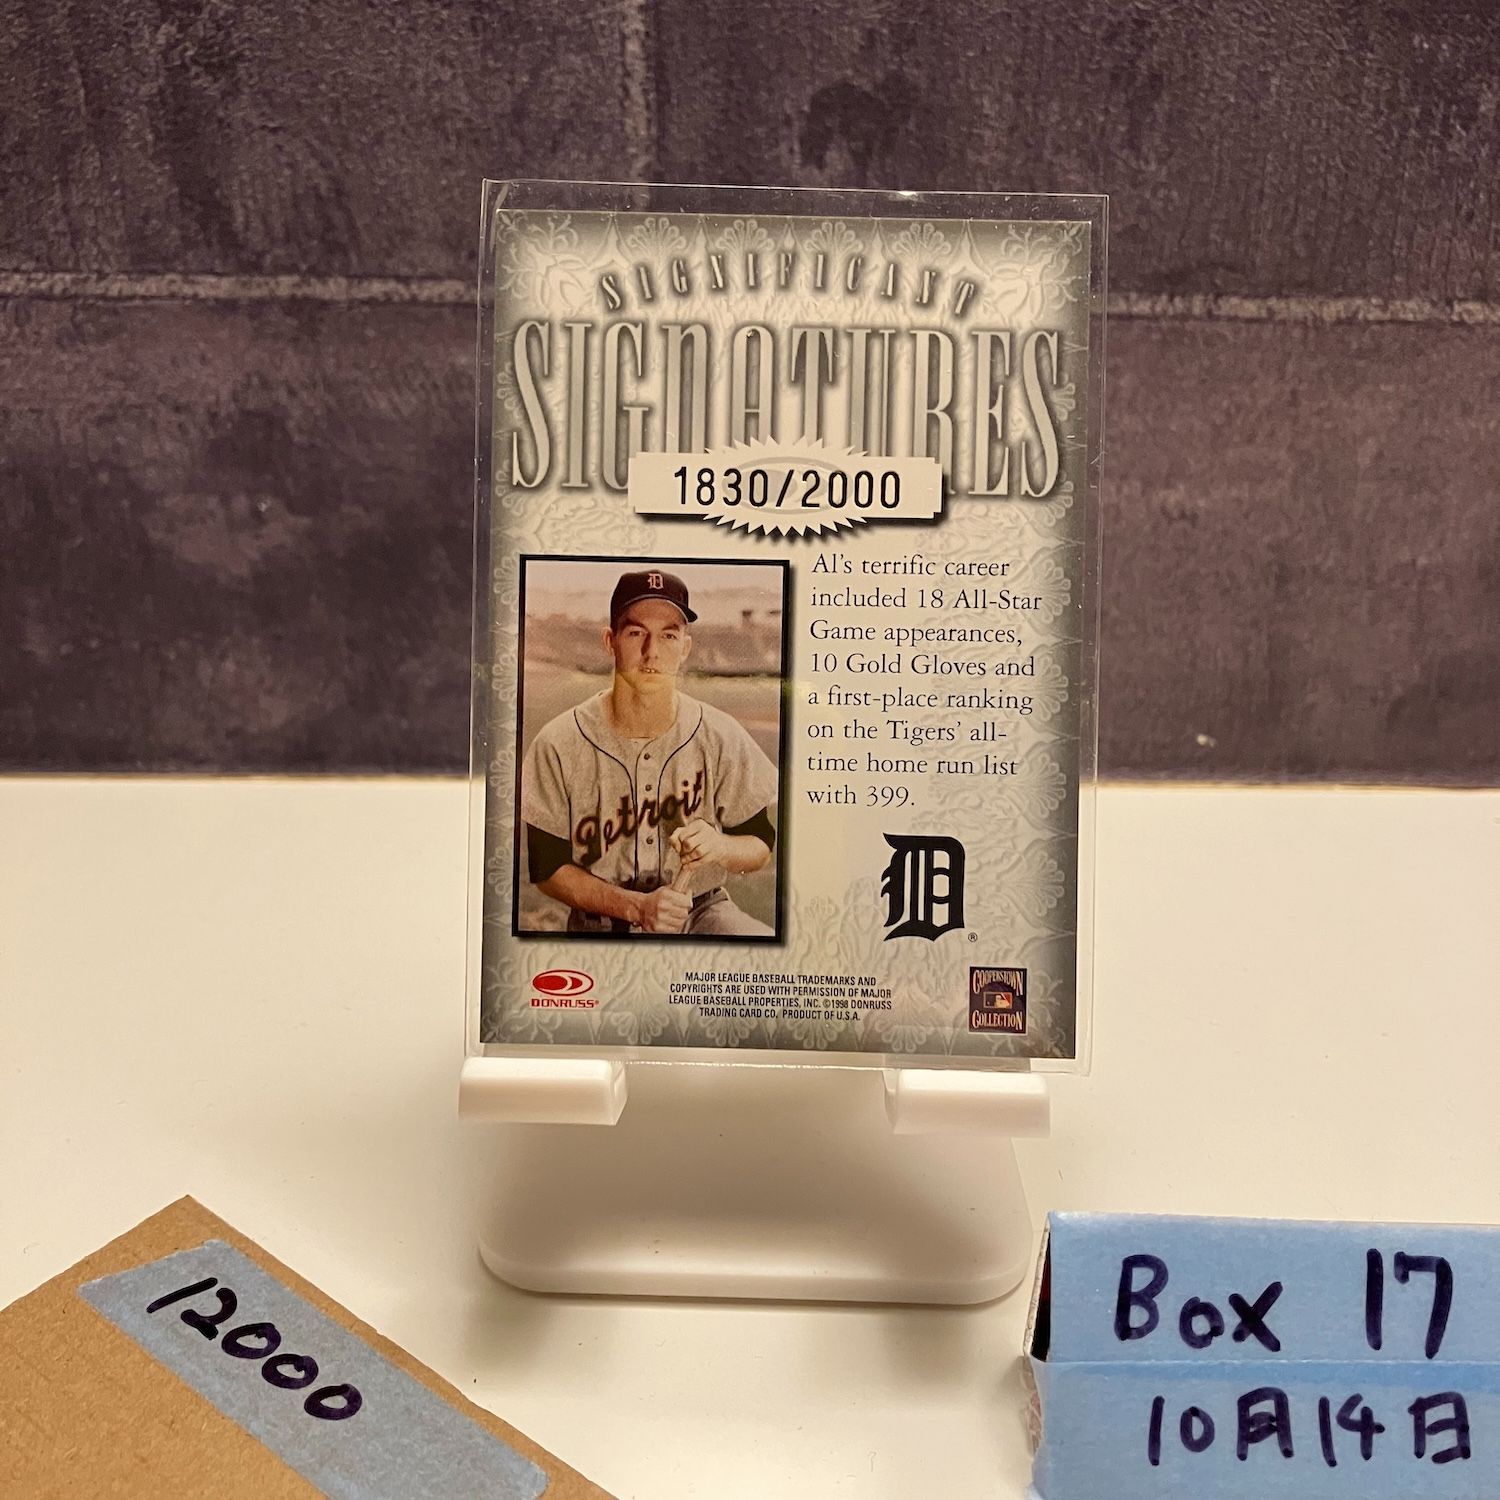 SIGNIFICANT
SIGNATURES
1830/2000
D
Detroit
Al's terrific career
included 18 All-Star
Game appearances,
10 Gold Gloves and
a first-place ranking
on the Tigers' all-
time home run list
with 399.
D
®
DONRUSS®
MAJOR LEAGUE BASEBALL TRADEMARKS AND
COPYRIGHTS ARE USED WITH PERMISSION OF MAJOR
LEAGUE BASEBALL PROPERTIES, INC. ©1998 DONRUSS
TRADING CARD CO. PRODUCT OF U.S.A.
COOPERSTOWN
COLLECTION
12000
Box 17
10月14日